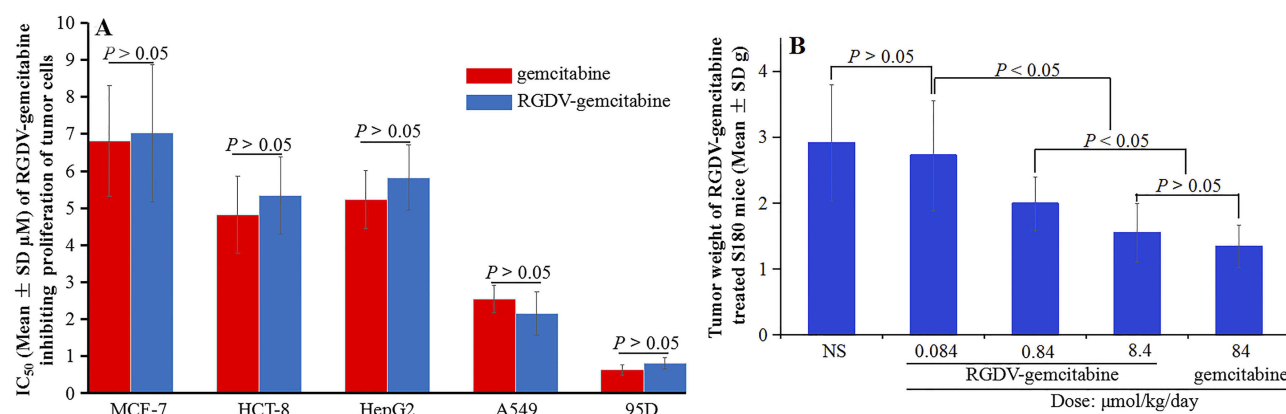 A
IC50 (Mean ± SD μM) of RGDV-gemcitabine
inhibiting proliferation of tumor cells
10
9
8
7
6
5
4
3
2
1
0
P > 0.05
P > 0.05
P > 0.05
P > 0.05
P > 0.05
gemcitabine
RGDV-gemcitabine
MCF-7 HCT-8 HepG2 A549 95D
B
Tumor weight of RGDV-gemcitabine
treated S180 mice (Mean ± SD g)
4
3
2
1
0
P > 0.05
P < 0.05
P < 0.05
P > 0.05
NS 0.084 0.84 8.4 84
RGDV-gemcitabine gemcitabine
Dose: μmol/kg/day